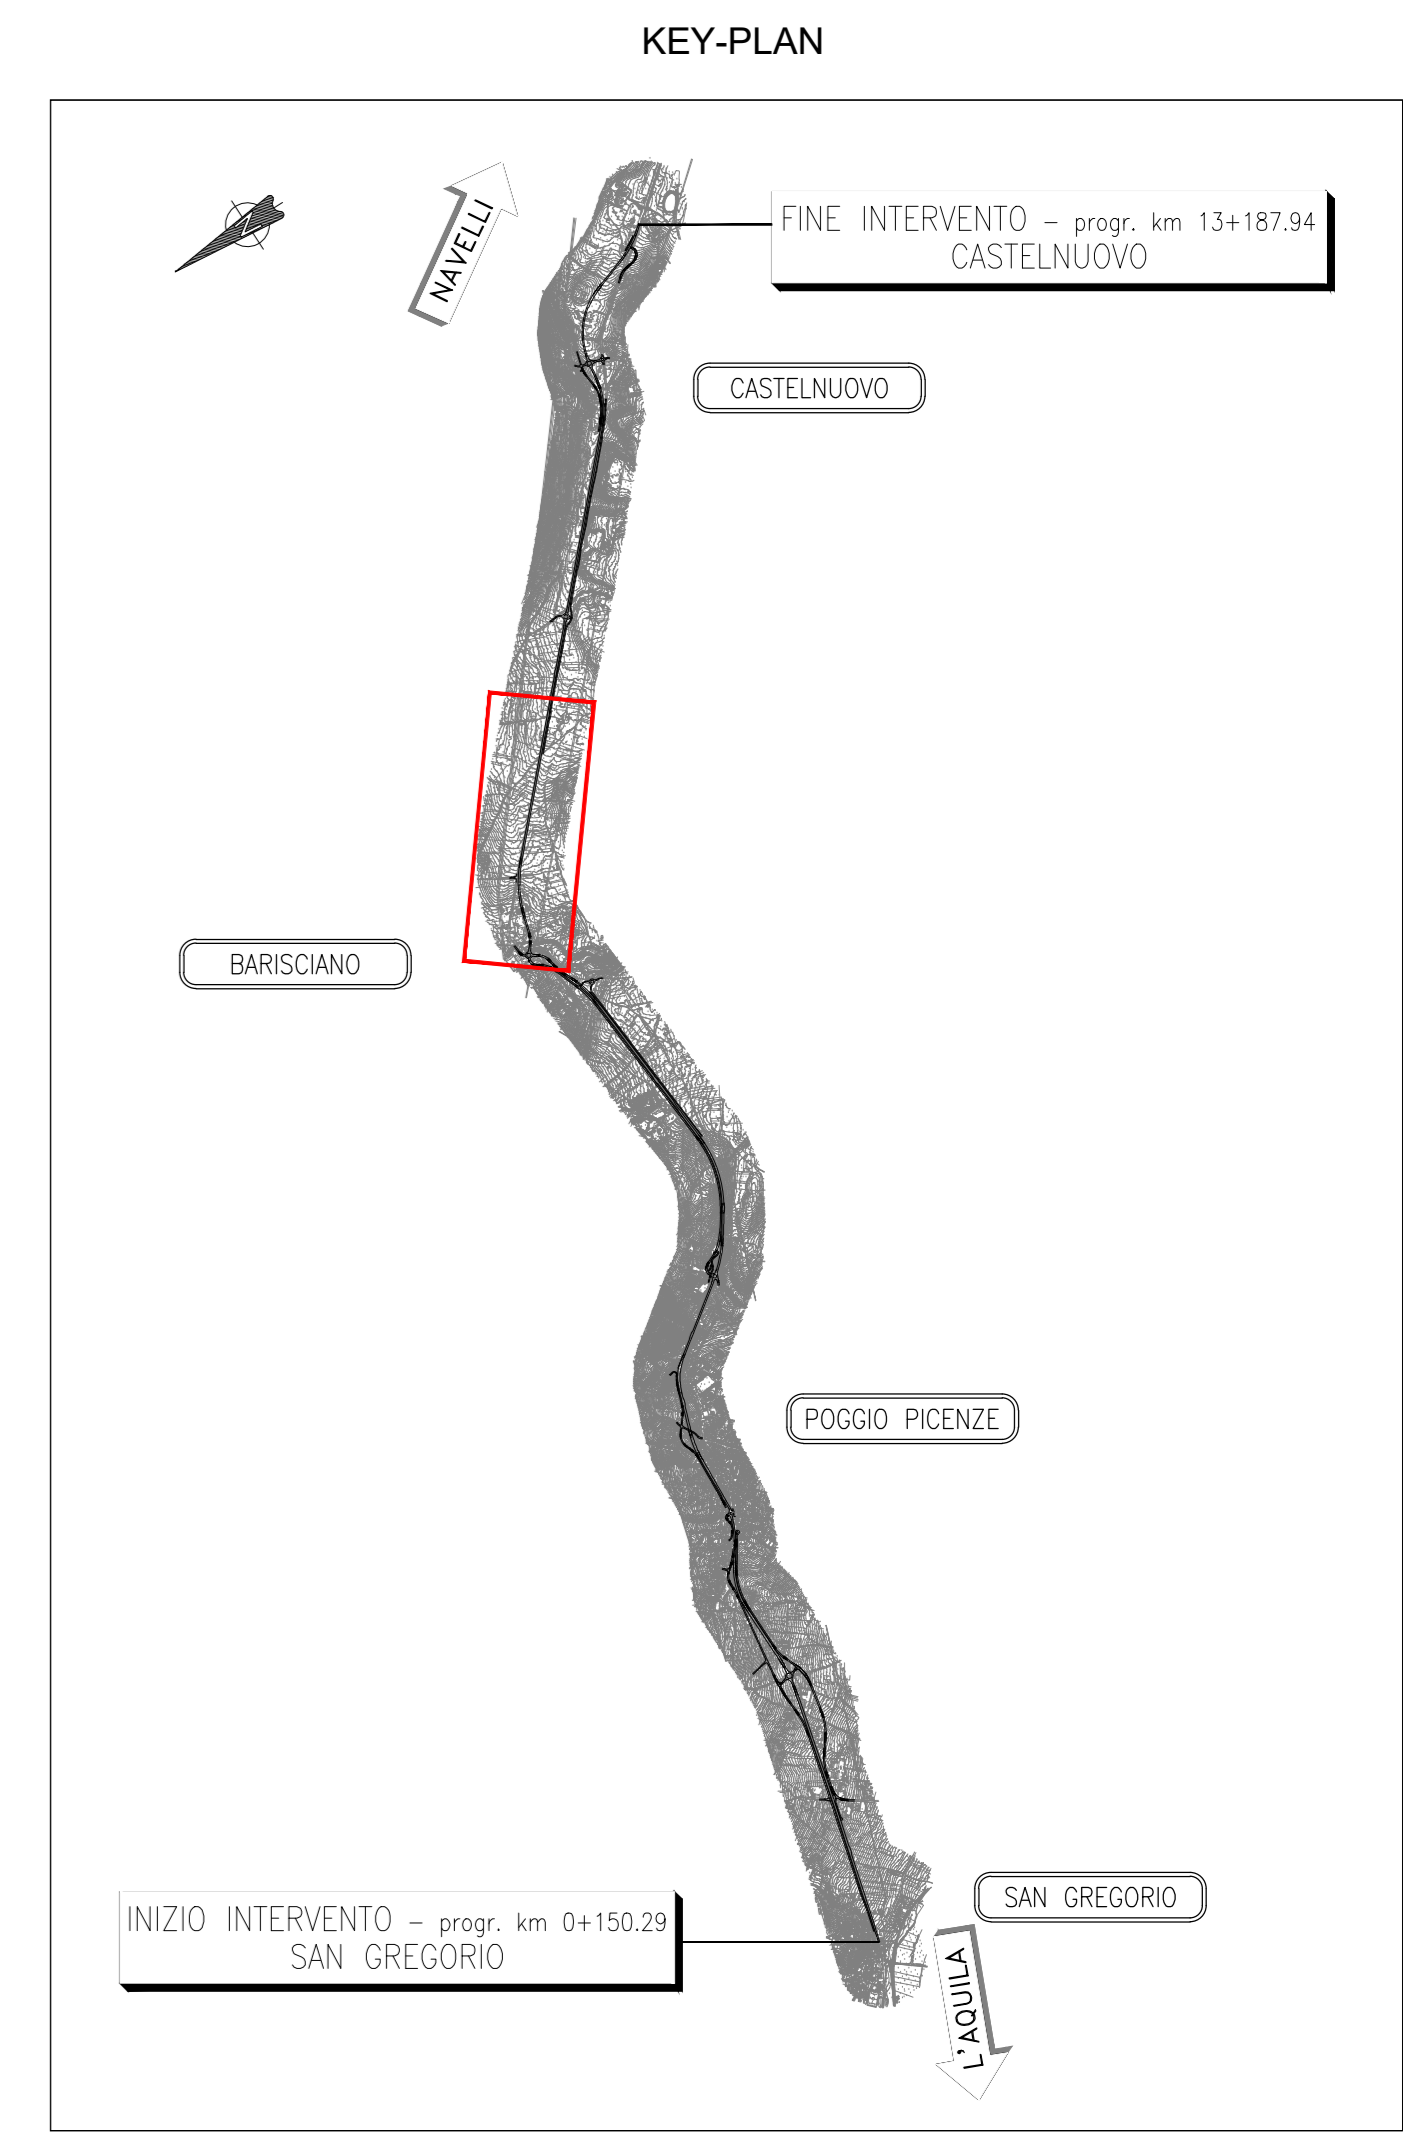 KEY-PLAN
NAVELLI
FINE INTERVENTO – progr. km 13+187.94
CASTELNUOVO
CASTELNUOVO
BARISCIANO
POGGIO PICENZE
SAN GREGORIO
INIZIO INTERVENTO – progr. km 0+150.29
SAN GREGORIO
L'AQUILA